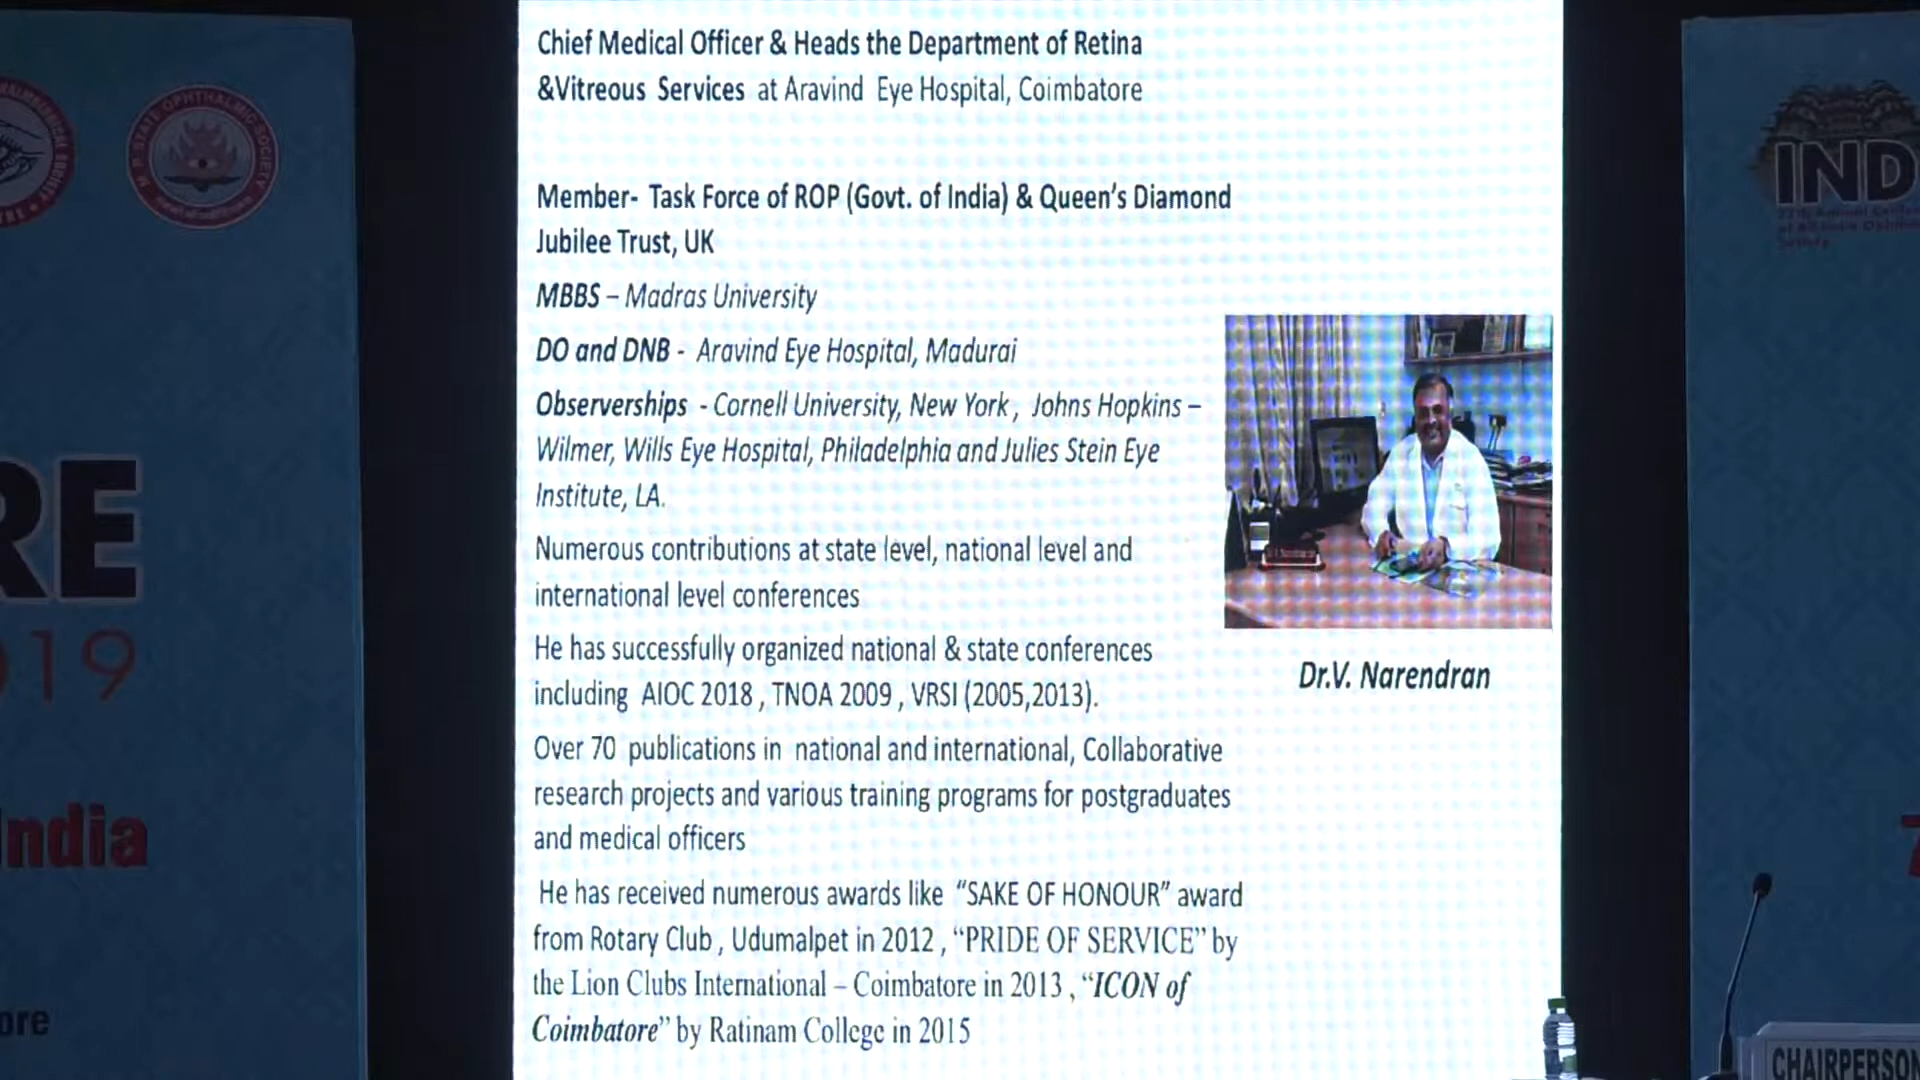 Chief Medical Officer & Heads the Department of Retina
&Vitreous Services at Aravind Eye Hospital, Coimbatore
Member- Task Force of ROP (Govt. of India) & Queen's Diamond
Jubilee Trust, UK
MBBS – Madras University
DO and DNB - Aravind Eye Hospital, Madurai
Observerships - Cornell University, New York , Johns Hopkins –
Wilmer, Wills Eye Hospital, Philadelphia and Julies Stein Eye
Institute, LA.
Numerous contributions at state level, national level and
international level conferences
He has successfully organized national & state conferences
including AIOC 2018 , TNOA 2009 , VRSI (2005,2013).
Over 70 publications in national and international, Collaborative
research projects and various training programs for postgraduates
and medical officers
He has received numerous awards like “SAKE OF HONOUR” award
from Rotary Club , Udumalpet in 2012 , “PRIDE OF SERVICE” by
the Lion Clubs International – Coimbatore in 2013 , “ICON of
Coimbatore” by Ratinam College in 2015
Dr.V. Narendran
M P STATE OPHTHALMIC SOCIETY
RE
019
India
ore
IND
CHAIRPERSON